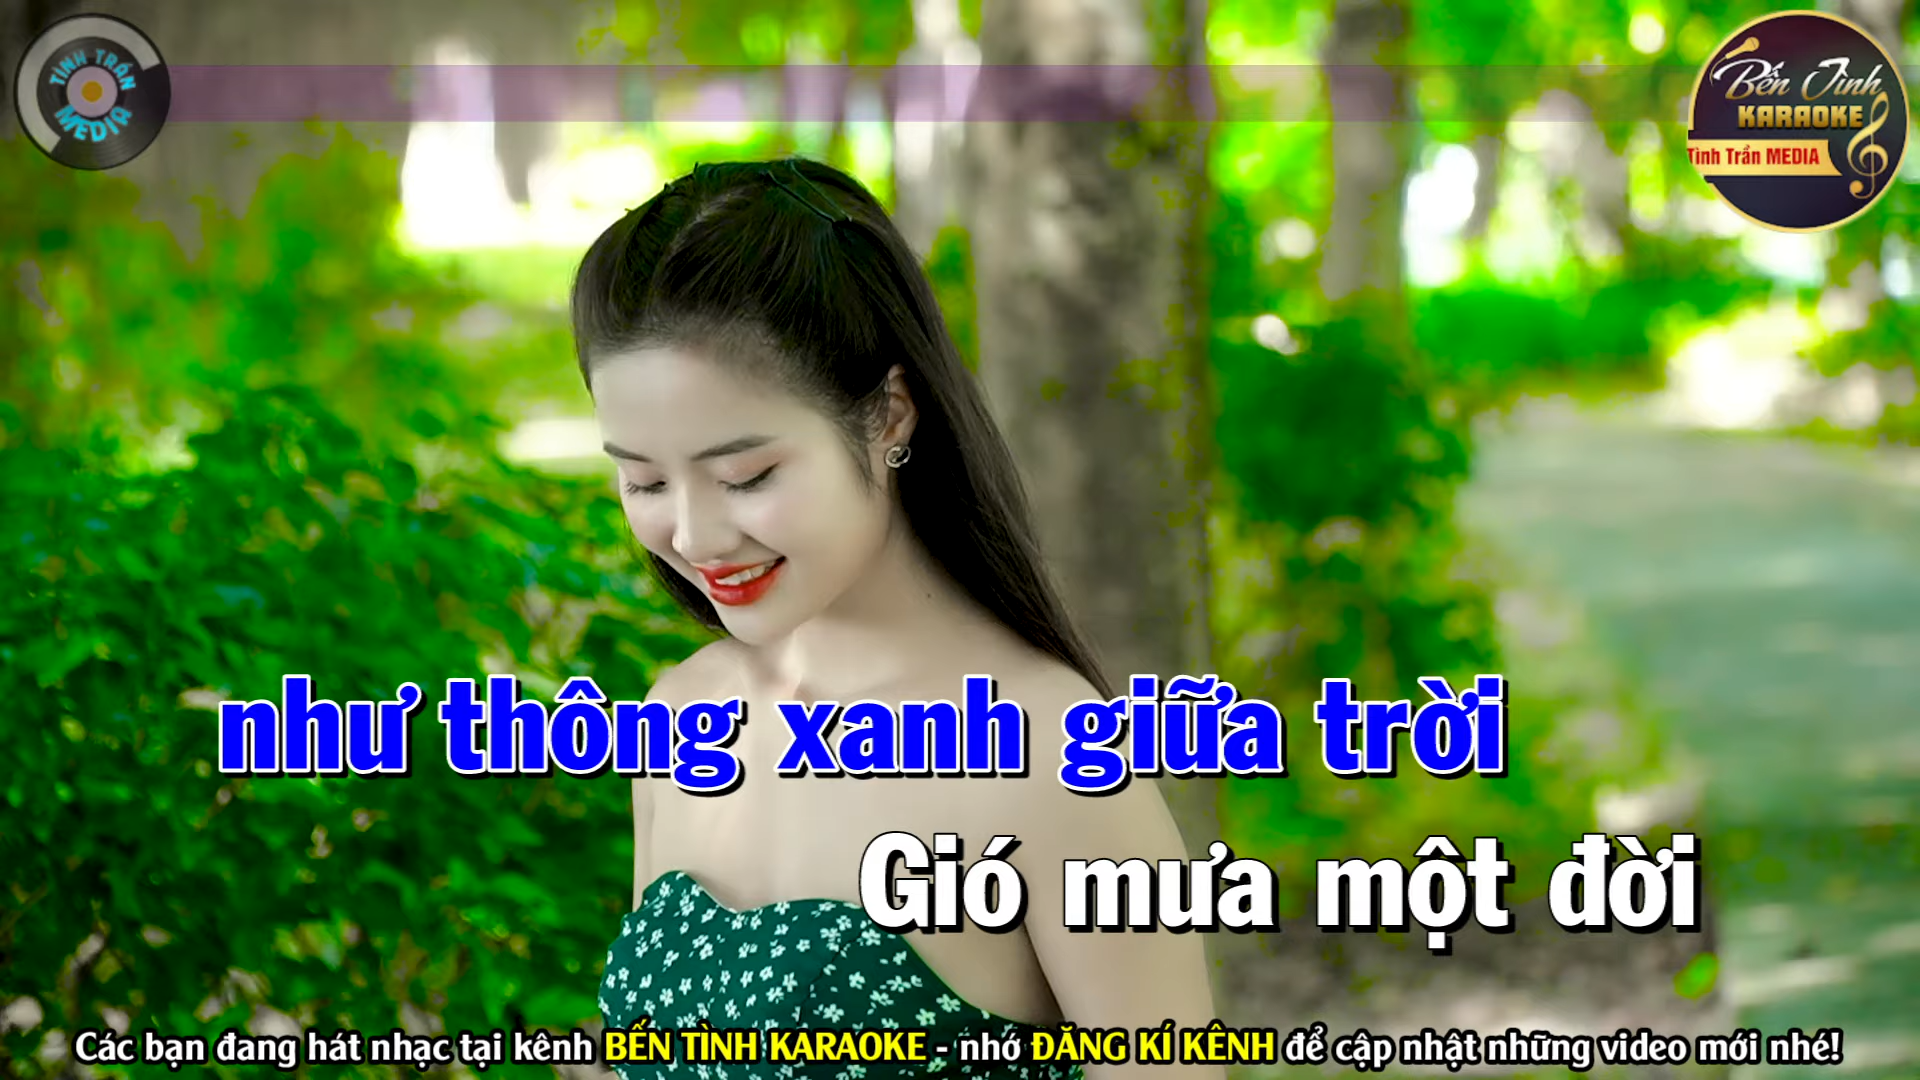 TÌNH TRẦN
MEDIA
Bến Tình
KARAOKE
Tình Trần MEDIA
như thông xanh giữa trời
Gió mưa một đời
Các bạn đang hát nhạc tại kênh BẾN TÌNH KARAOKE - nhớ ĐĂNG KÍ KÊNH để cập nhật những video mới nhé!